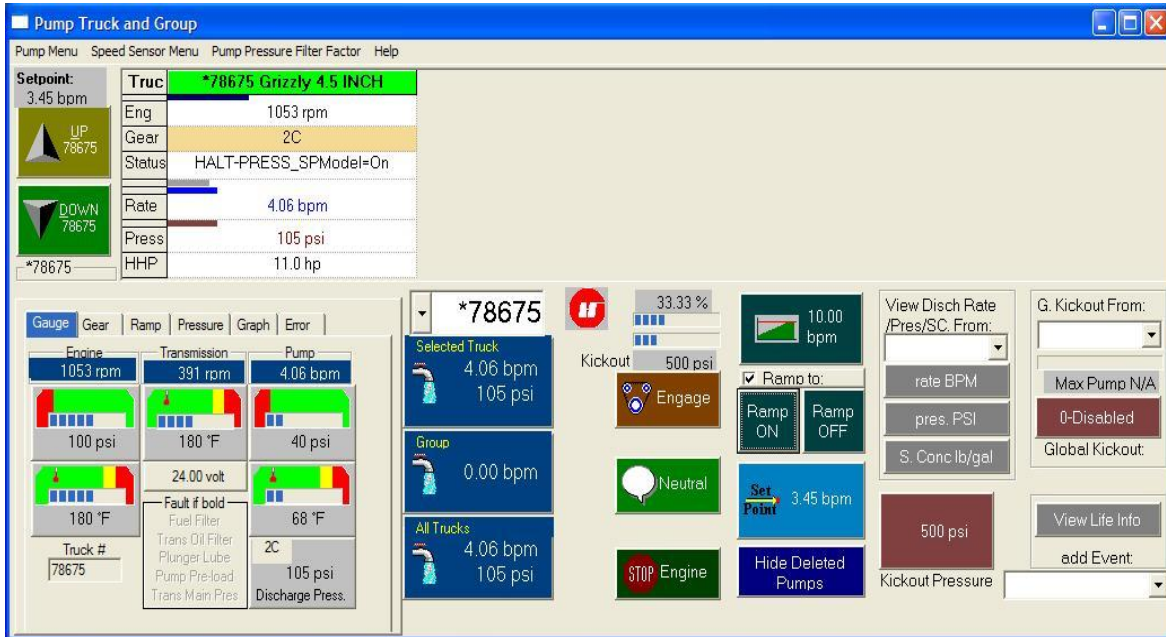 Pump Truck and Group
Pump Menu Speed Sensor Menu Pump Pressure Filter Factor Help
Setpoint:
3.45 bpm
UP
78675
DOWN
78675
*78675
Truc *78675 Grizzly 4.5 INCH
Eng 1053 rpm
Gear 2C
Status HALT-PRESS_SPModel=On
Rate 4.06 bpm
Press 105 psi
HHP 11.0 hp
Gauge Gear Ramp Pressure Graph Error
Engine Transmission Pump
1053 rpm 391 rpm 4.06 bpm
100 psi 180 °F 40 psi
24.00 volt
180 °F 68 °F
Fault if bold
Fuel Filter
Trans Oil Filter
Plunger Lube
Pump Pre-load
Trans Main Pres
Truck #
78675
2C
105 psi
Discharge Press.
*78675
Selected Truck
4.06 bpm
105 psi
Group
0.00 bpm
All Trucks
4.06 bpm
105 psi
H
33.33 %
Kickout 500 psi
Engage
Neutral
STOP Engine
10.00
bpm
Ramp to:
Ramp
ON
Ramp
OFF
Set
Point 3.45 bpm
Hide Deleted
Pumps
View Disch Rate
/Pres/SC. From:
rate BPM
pres. PSI
S. Conc lb/gal
500 psi
Kickout Pressure
G. Kickout From:
Max Pump N/A
0-Disabled
Global Kickout:
View Life Info
add Event: